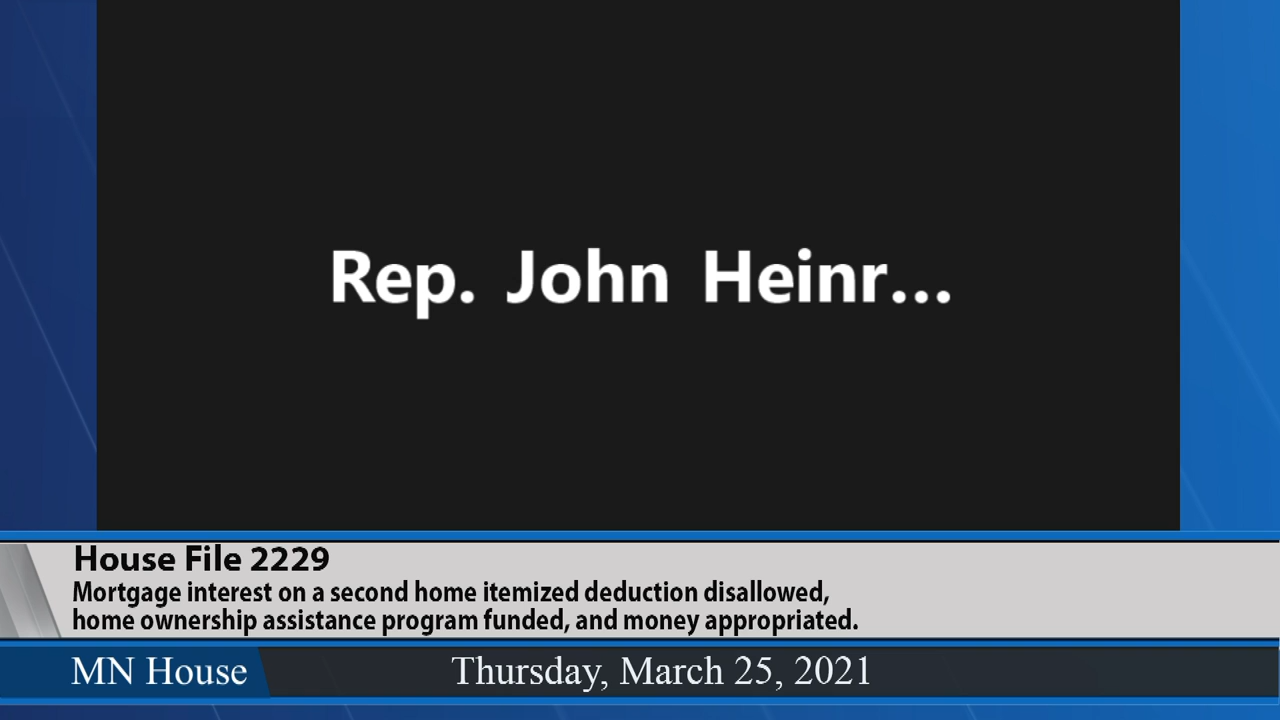 Rep. John Heinr...
House File 2229
Mortgage interest on a second home itemized deduction disallowed,
home ownership assistance program funded, and money appropriated.
MN House
Thursday, March 25, 2021